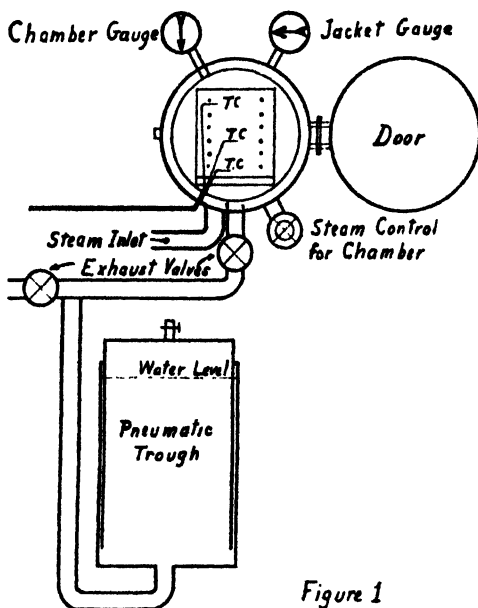 Chamber Gauge
Jacket Gauge
TC
TC
TC
Door
Steam Inlet
Steam Control
for Chamber
Exhaust Valves
Water Level
Pneumatic
Trough
Figure 1